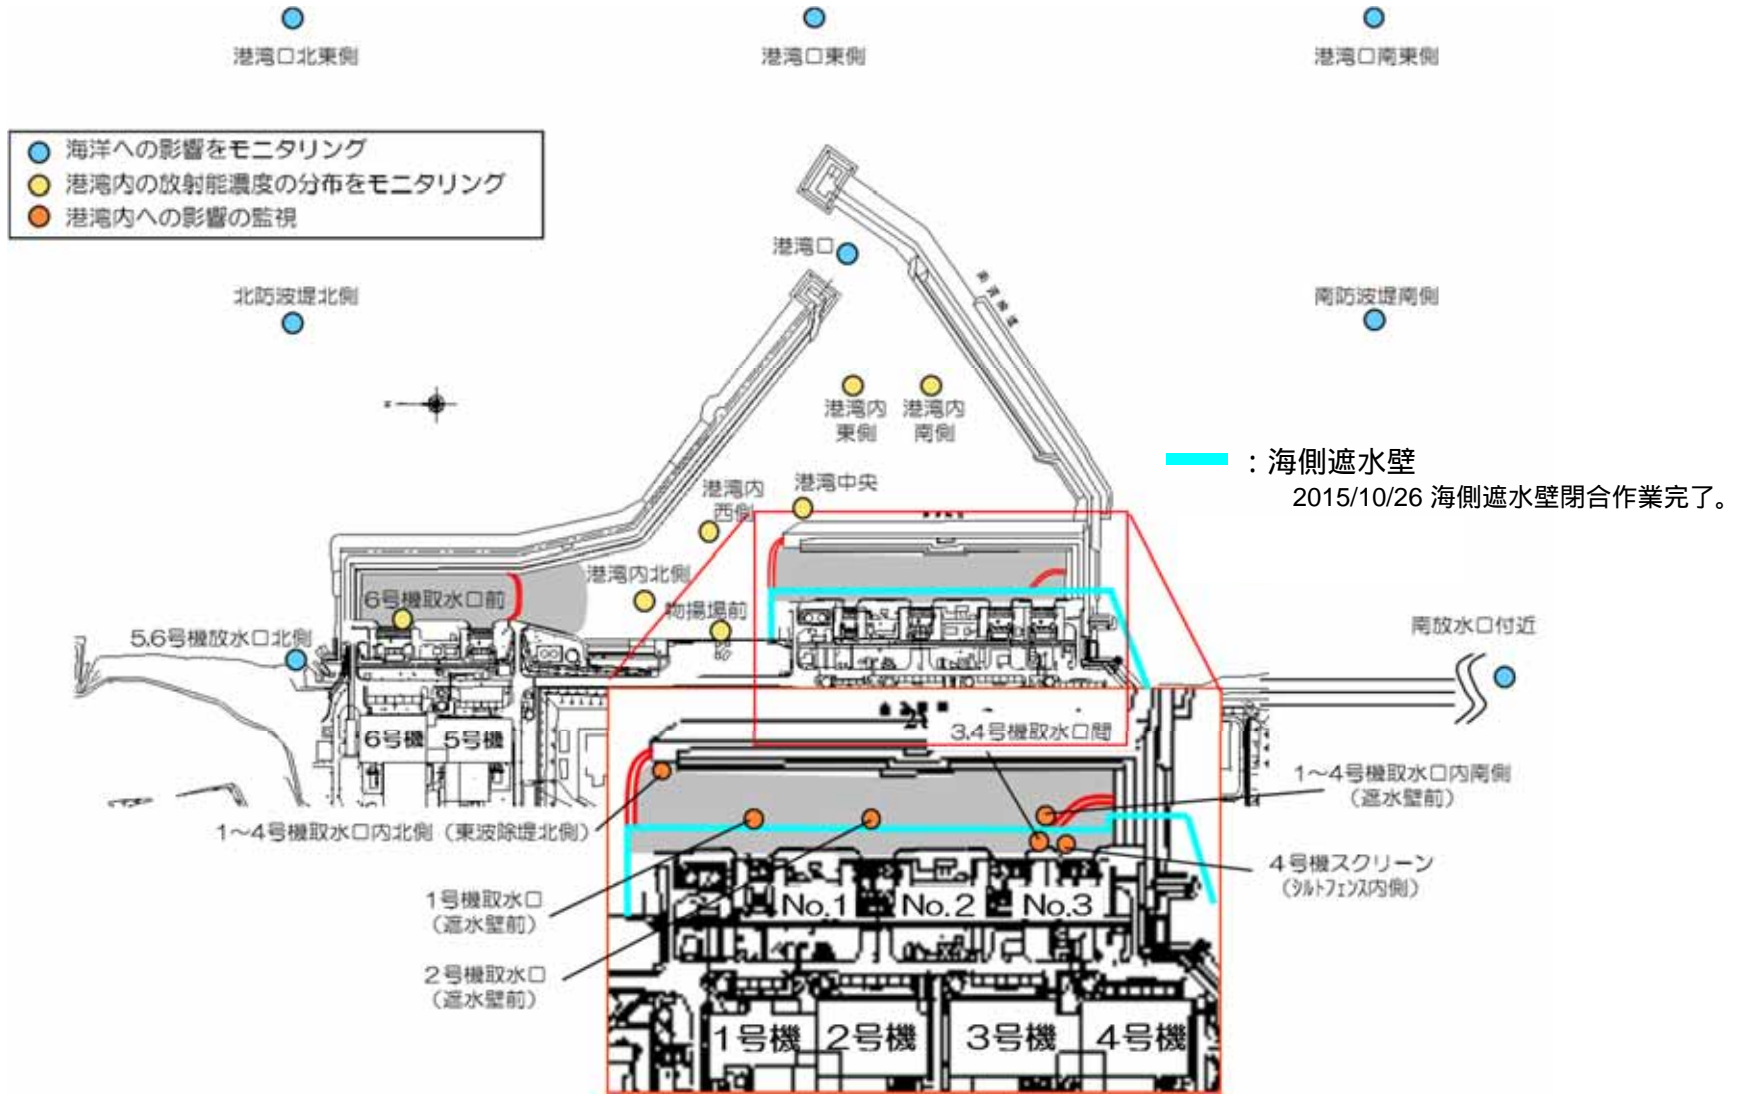 港湾口北東側
港湾口東側
港湾口南東側
海洋への影響をモニタリング
港湾内の放射能濃度の分布をモニタリング
港湾内への影響の監視
港湾口
北防波堤北側
南防波堤南側
港湾内
東側
港湾内
南側
：海側遮水壁
2015/10/26 海側遮水壁閉合作業完了。
港湾中央
港湾内
西側
港湾内北側
6号機取水口前
物揚場前
5,6号機放水口北側
南放水口付近
6号機
5号機
3,4号機取水口間
1～4号機取水口内南側
（遮水壁前）
1～4号機取水口内北側（東波除堤北側）
4号機スクリーン
（シルトフェンス内側）
1号機取水口
（遮水壁前）
No.1
No.2
No.3
2号機取水口
（遮水壁前）
1号機
2号機
3号機
4号機